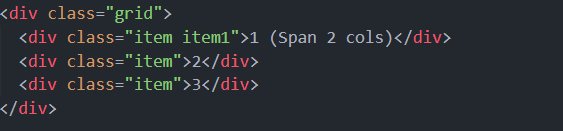 <div class="grid">
  <div class="item item1">1 (Span 2 cols)</div>
  <div class="item">2</div>
  <div class="item">3</div>
</div>